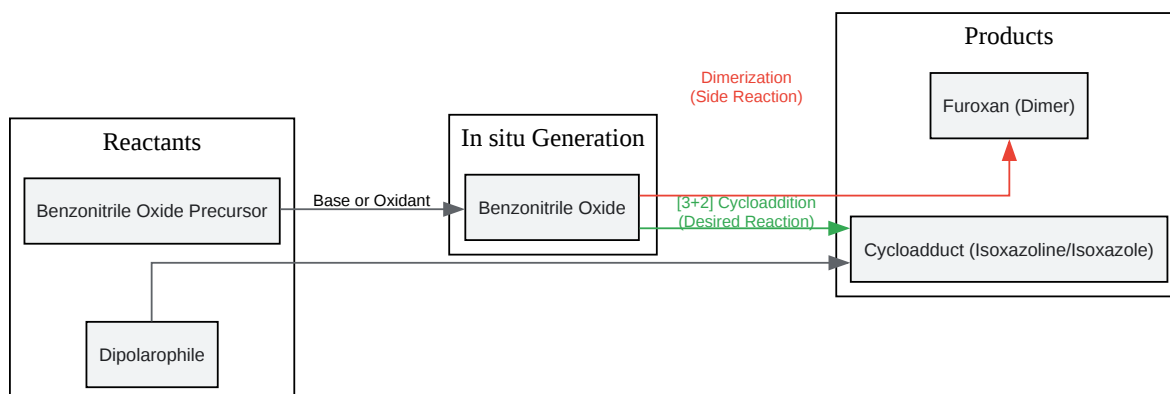 Reactants
Benzonitrile Oxide Precursor
Dipolarophile
Base or Oxidant
In situ Generation
Benzonitrile Oxide
Dimerization
(Side Reaction)
[3+2] Cycloaddition
(Desired Reaction)
Products
Furoxan (Dimer)
Cycloadduct (Isoxazoline/Isoxazole)